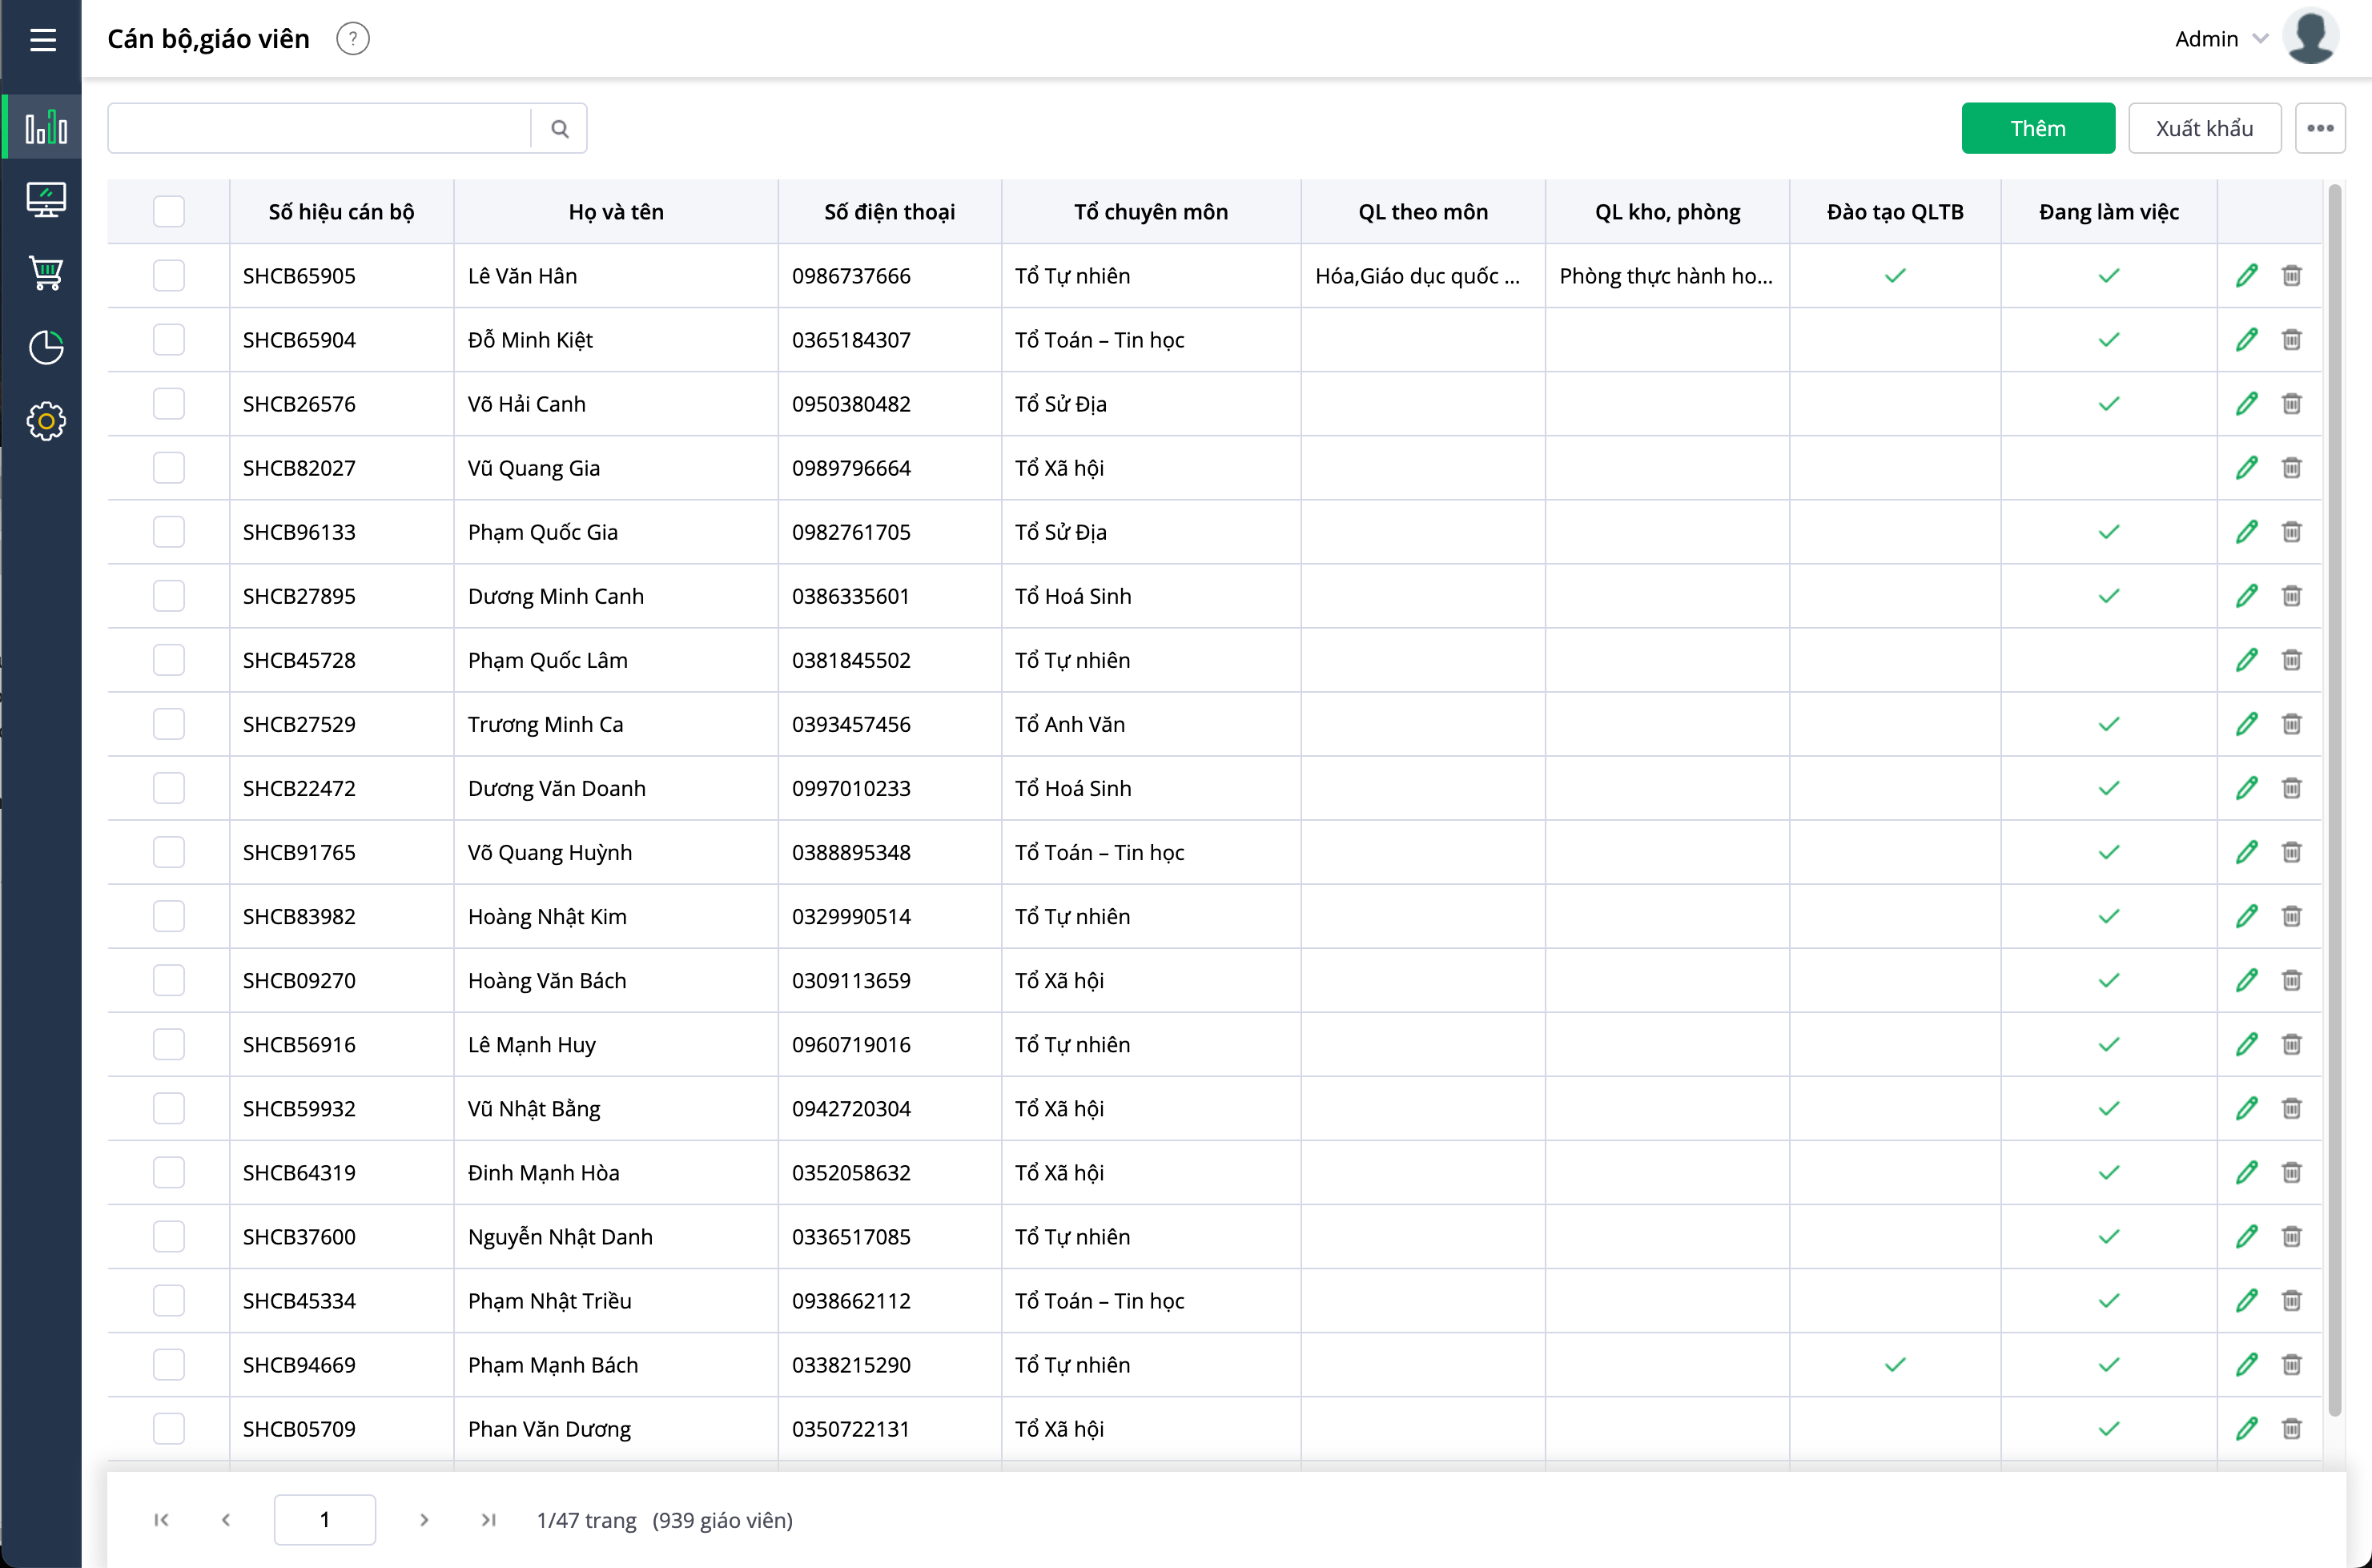 Cán bộ,giáo viên ? Admin
Thêm Xuất khẩu
Số hiệu cán bộ Họ và tên Số điện thoại Tổ chuyên môn QL theo môn QL kho, phòng Đào tạo QLTB Đang làm việc
SHCB65905 Lê Văn Hân 0986737666 Tổ Tự nhiên Hóa,Giáo dục quốc ... Phòng thực hành ho...
SHCB65904 Đỗ Minh Kiệt 0365184307 Tổ Toán – Tin học
SHCB26576 Võ Hải Canh 0950380482 Tổ Sử Địa
SHCB82027 Vũ Quang Gia 0989796664 Tổ Xã hội
SHCB96133 Phạm Quốc Gia 0982761705 Tổ Sử Địa
SHCB27895 Dương Minh Canh 0386335601 Tổ Hoá Sinh
SHCB45728 Phạm Quốc Lâm 0381845502 Tổ Tự nhiên
SHCB27529 Trương Minh Ca 0393457456 Tổ Anh Văn
SHCB22472 Dương Văn Doanh 0997010233 Tổ Hoá Sinh
SHCB91765 Võ Quang Huỳnh 0388895348 Tổ Toán – Tin học
SHCB83982 Hoàng Nhật Kim 0329990514 Tổ Tự nhiên
SHCB09270 Hoàng Văn Bách 0309113659 Tổ Xã hội
SHCB56916 Lê Mạnh Huy 0960719016 Tổ Tự nhiên
SHCB59932 Vũ Nhật Bằng 0942720304 Tổ Xã hội
SHCB64319 Đinh Mạnh Hòa 0352058632 Tổ Xã hội
SHCB37600 Nguyễn Nhật Danh 0336517085 Tổ Tự nhiên
SHCB45334 Phạm Nhật Triều 0938662112 Tổ Toán – Tin học
SHCB94669 Phạm Mạnh Bách 0338215290 Tổ Tự nhiên
SHCB05709 Phan Văn Dương 0350722131 Tổ Xã hội
1 1/47 trang (939 giáo viên)